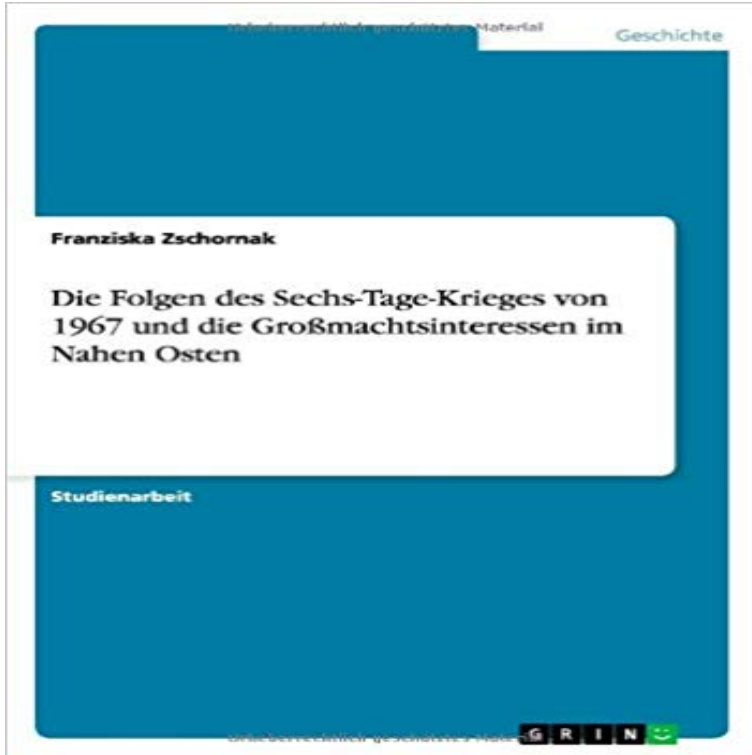 Material
Geschichte
Franziska Zschornak
Die Folgen des Sechs-Tage-Krieges von
1967 und die Großmachtsinteressen im
Nahen Osten
Studienarbeit
GRIN